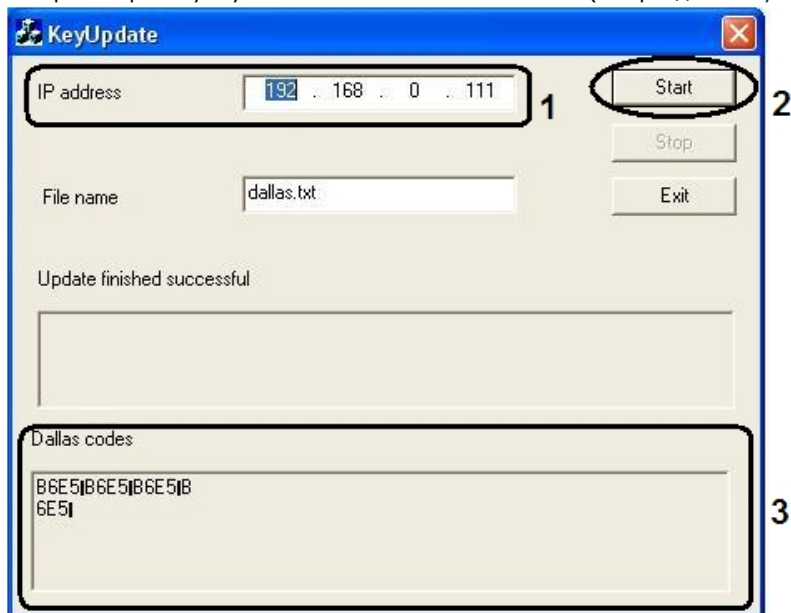 KeyUpdate
IP address 192 . 168 . 0 . 111 Start
1
2
Stop
File name dallas.txt Exit
Update finished successful
Dallas codes
B6E5|B6E5|B6E5|B
6E5|
3